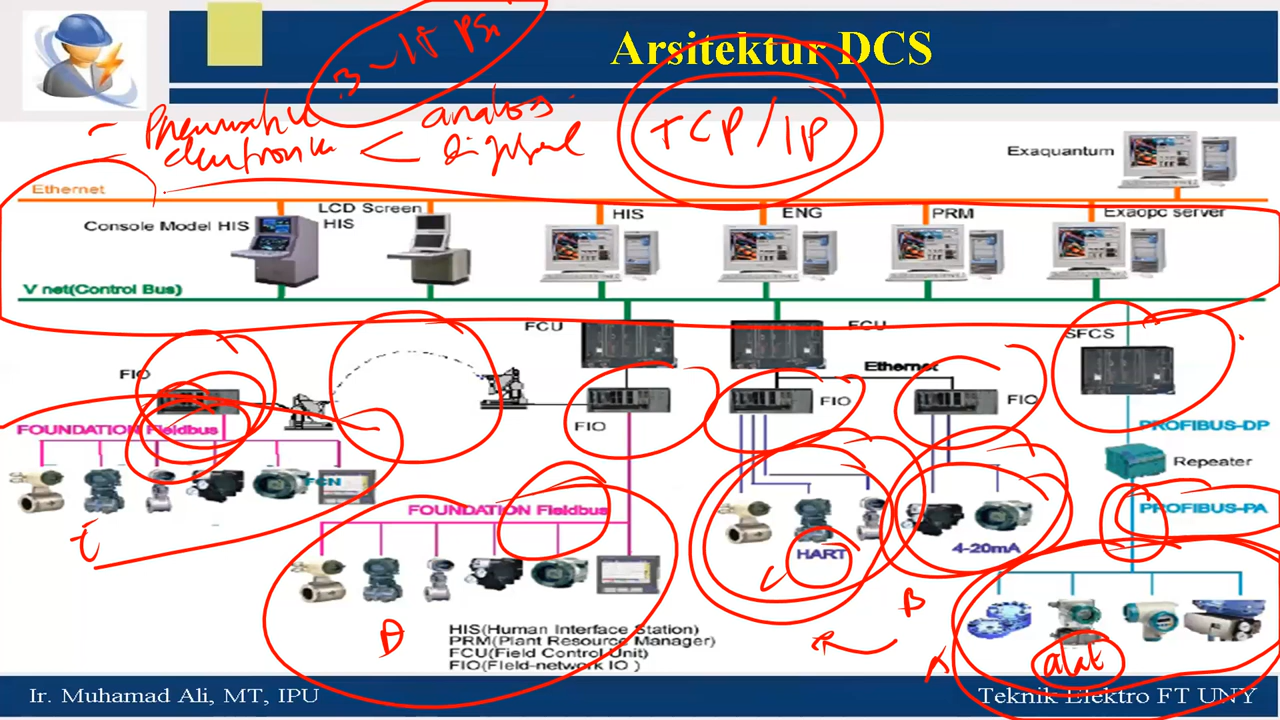 Arsitektur DCS
3 ~ 15 PSi
analog
digital
TCP/IP
Exaquantum
Ethernet
Console Model HIS
LCD Screen
HIS
HIS
ENG
PRM
Exaopc server
V net(Control Bus)
FCU
FCU
SFCS
Ethernet
FIO
FIO
FIO
FIO
FOUNDATION Fieldbus
PROFIBUS-DP
Repeater
FCN
FOUNDATION Fieldbus
PROFIBUS-PA
HART
4-20mA
C
B
D
A
alat
HIS(Human Interface Station)
PRM(Plant Resource Manager)
FCU(Field Control Unit)
FIO(Field-network IO )
Ir. Muhamad Ali, MT, IPU
Teknik Elektro FT UNY